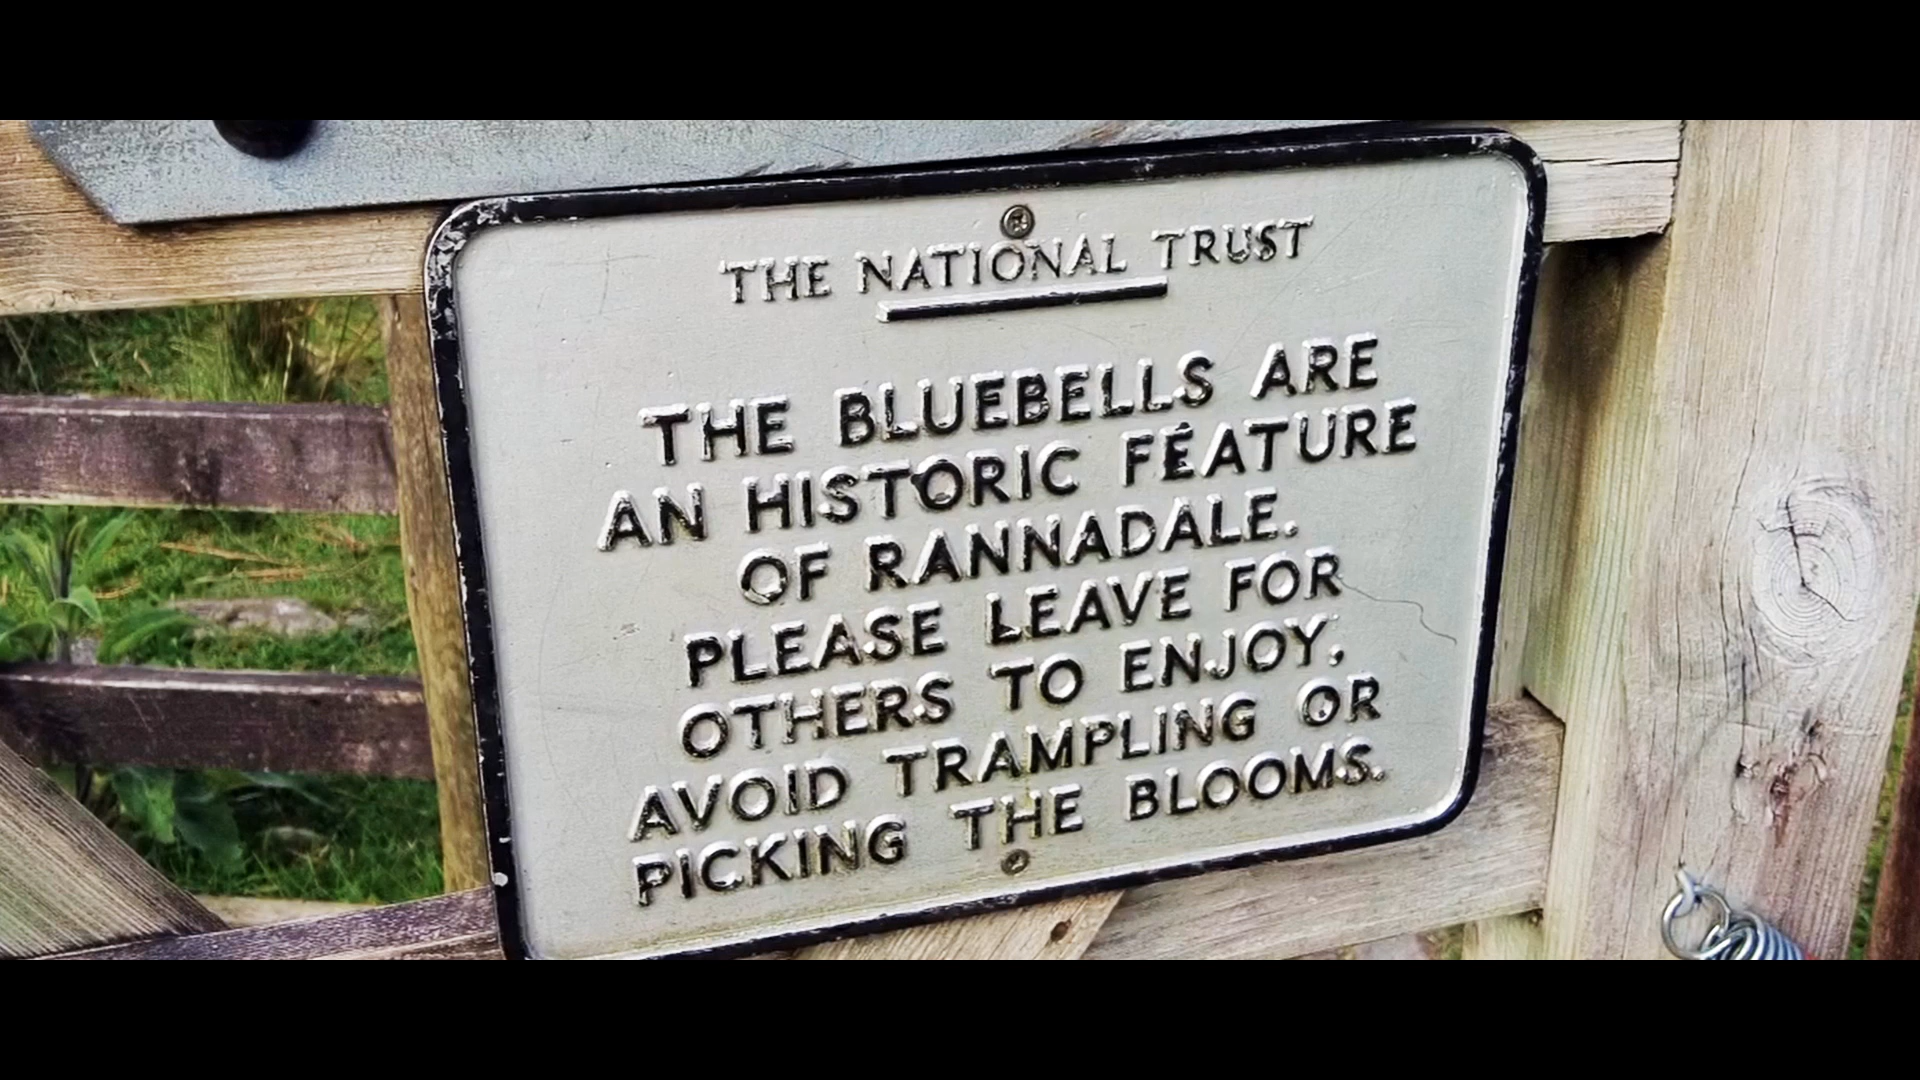 THE NATIONAL TRUST
THE BLUEBELLS ARE
AN HISTORIC FEATURE
OF RANNADALE.
PLEASE LEAVE FOR
OTHERS TO ENJOY.
AVOID TRAMPLING OR
PICKING THE BLOOMS.